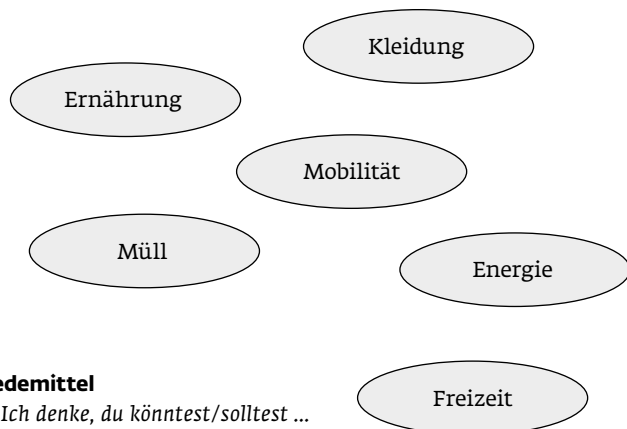 Kleidung
Ernährung
Mobilität
Müll
Energie
edemittel
Freizeit
Ich denke, du könntest/solltest ...